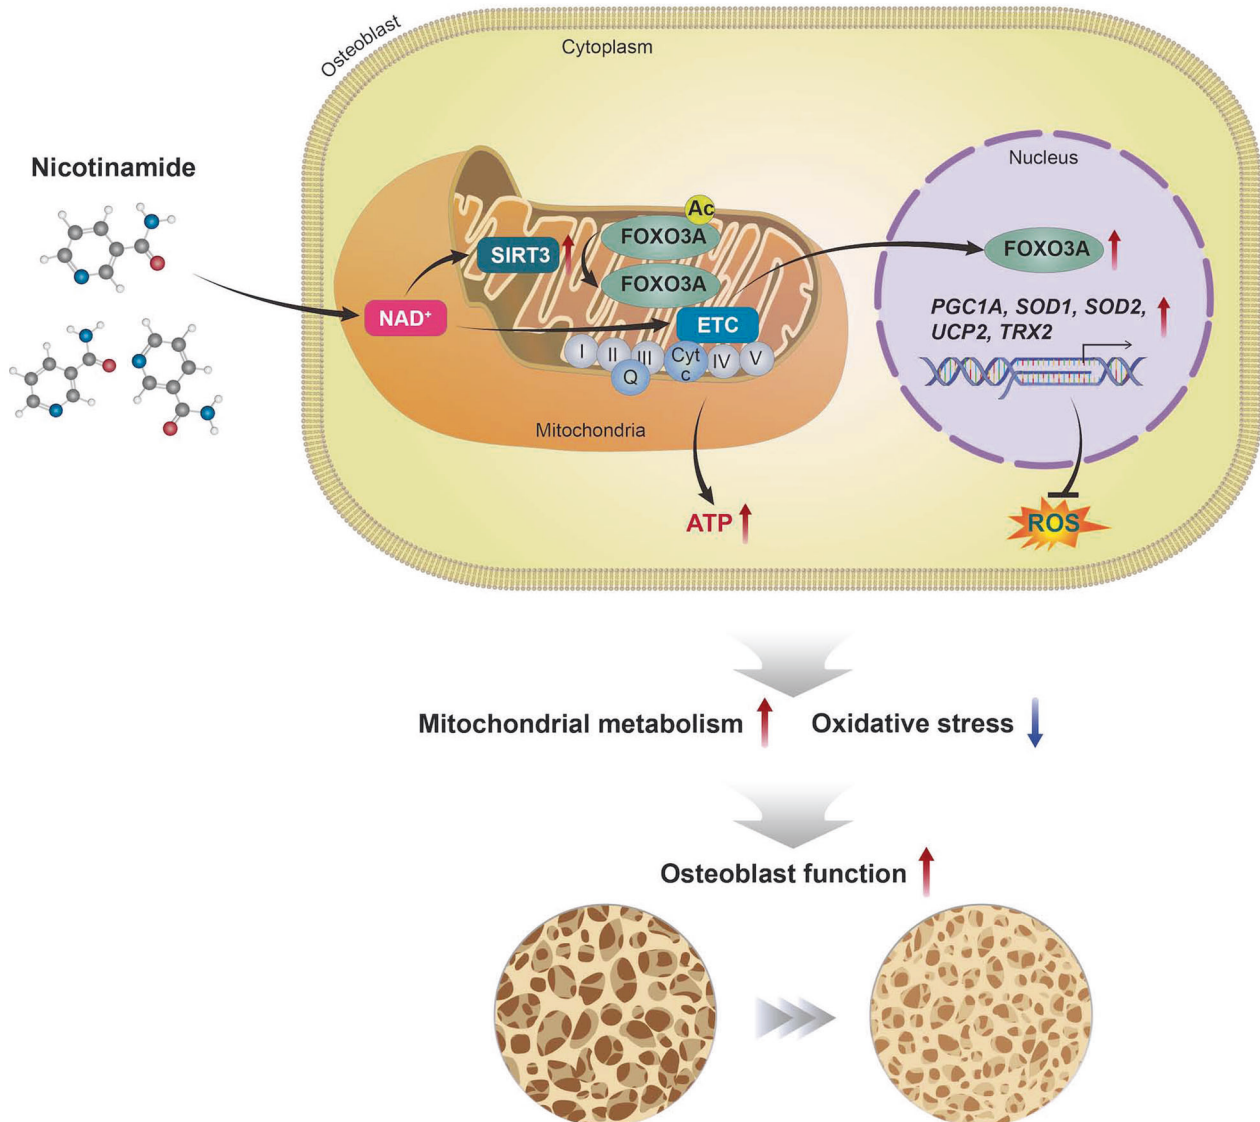 Osteoblast
Cytoplasm
Nicotinamide
Nucleus
Ac
FOXO3A
SIRT3
FOXO3A
FOXO3A
NAD⁺
ETC
I
II
III
Cyt
c
IV
V
Q
PGC1A, SOD1, SOD2,
UCP2, TRX2
Mitochondria
ATP
ROS
Mitochondrial metabolism
Oxidative stress
Osteoblast function